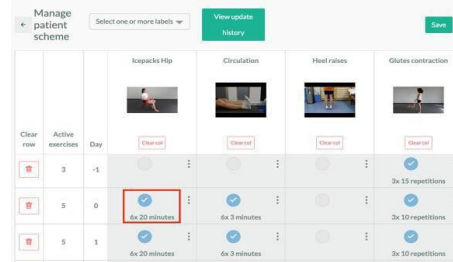 Manage
patient
scheme
Select one or more labels
View update
history
Save
Icepacks Hip
Circulation
Heel raises
Glutes contraction
Clear
row
Active
exercises
Day
Clear col
Clear col
Clear col
Clear col
3
-1
3x 15 repetitions
5
0
6x 20 minutes
6x 3 minutes
3x 10 repetitions
5
1
6x 20 minutes
6x 3 minutes
3x 10 repetitions